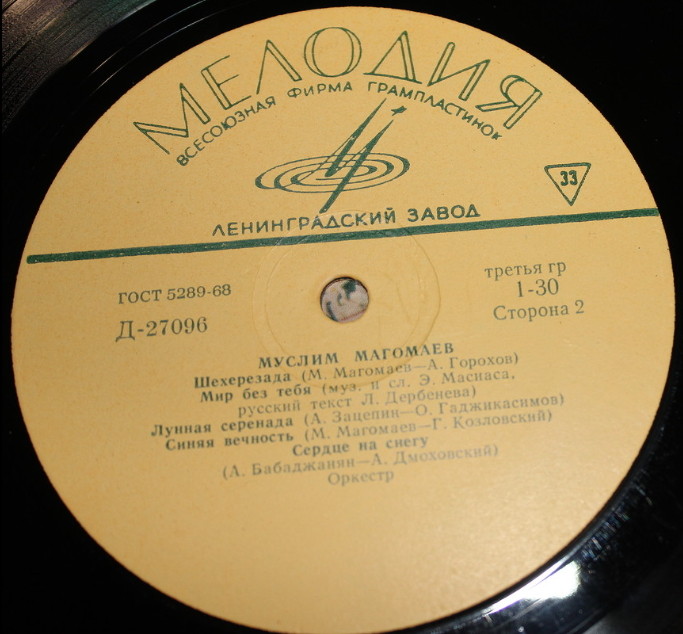 МЕЛОДИЯ
ВСЕСОЮЗНАЯ ФИРМА ГРАМПЛАСТИНОК
33
ЛЕНИНГРАДСКИЙ ЗАВОД
ГОСТ 5289-68
Д-27096
третья гр
1-30
Сторона 2
МУСЛИМ МАГОМАЕВ
Шехерезада (М. Магомаев—А. Горохов)
Мир без тебя (муз. и сл. Э. Масиаса,
русский текст Л. Дербенева)
Лунная серенада (А. Зацепин—О. Гаджикасимов)
Синяя вечность (М. Магомаев—Г. Козловский)
Сердце на снегу
(А. Бабаджанян—А. Дмоховский)
Оркестр